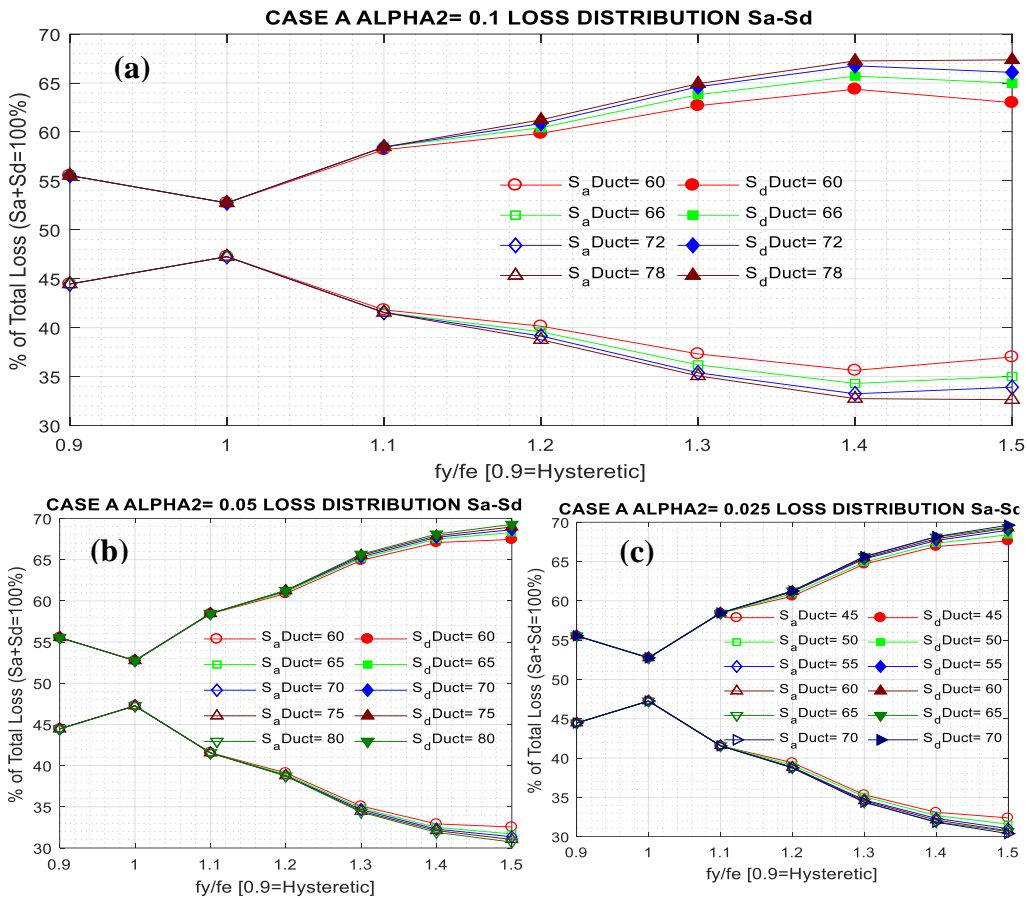 CASE A ALPHA2= 0.1 LOSS DISTRIBUTION Sa-Sd
(a)
% of Total Loss (Sa+Sd=100%)
70
65
60
55
50
45
40
35
30
SaDuct= 60 SdDuct= 60
SaDuct= 66 SdDuct= 66
SaDuct= 72 SdDuct= 72
SaDuct= 78 SdDuct= 78
0.9 1 1.1 1.2 1.3 1.4 1.5
fy/fe [0.9=Hysteretic]
CASE A ALPHA2= 0.05 LOSS DISTRIBUTION Sa-Sd
(b)
% of Total Loss (Sa+Sd=100%)
70
65
60
55
50
45
40
35
30
SaDuct= 60 SdDuct= 60
SaDuct= 65 SdDuct= 65
SaDuct= 70 SdDuct= 70
SaDuct= 75 SdDuct= 75
SaDuct= 80 SdDuct= 80
0.9 1 1.1 1.2 1.3 1.4 1.5
fy/fe [0.9=Hysteretic]
CASE A ALPHA2= 0.025 LOSS DISTRIBUTION Sa-Sd
(c)
% of Total Loss (Sa+Sd=100%)
70
65
60
55
50
45
40
35
30
SaDuct= 45 SdDuct= 45
SaDuct= 50 SdDuct= 50
SaDuct= 55 SdDuct= 55
SaDuct= 60 SdDuct= 60
SaDuct= 65 SdDuct= 65
SaDuct= 70 SdDuct= 70
0.9 1 1.1 1.2 1.3 1.4 1.5
fy/fe [0.9=Hysteretic]